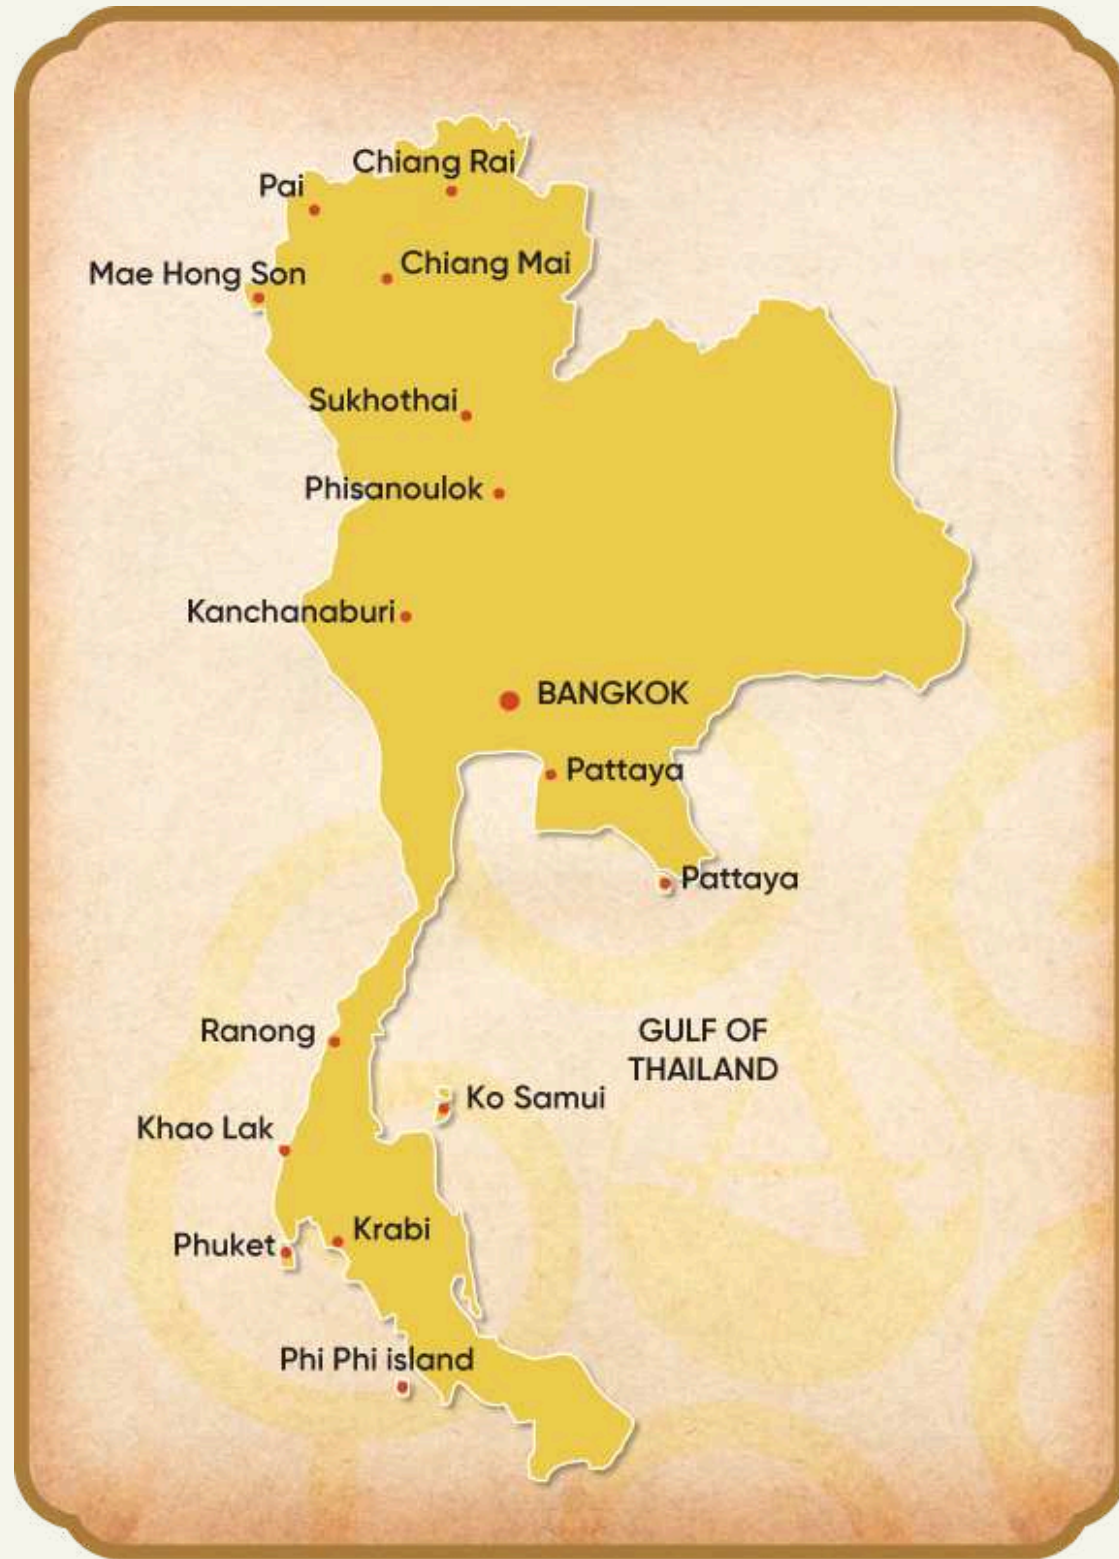 Chiang Rai
Pai
Chiang Mai
Mae Hong Son
Sukhothai
Phisanoulok
Kanchanaburi
BANGKOK
Pattaya
Pattaya
Ranong
GULF OF
THAILAND
Ko Samui
Khao Lak
Krabi
Phuket
Phi Phi island